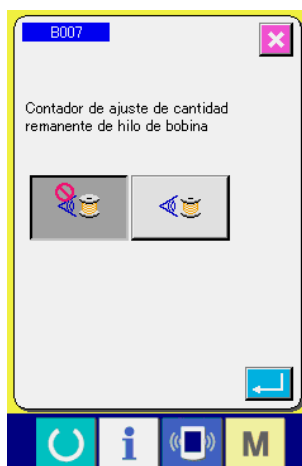 B007
Contador de ajuste de cantidad
remanente de hilo de bobina
i
M